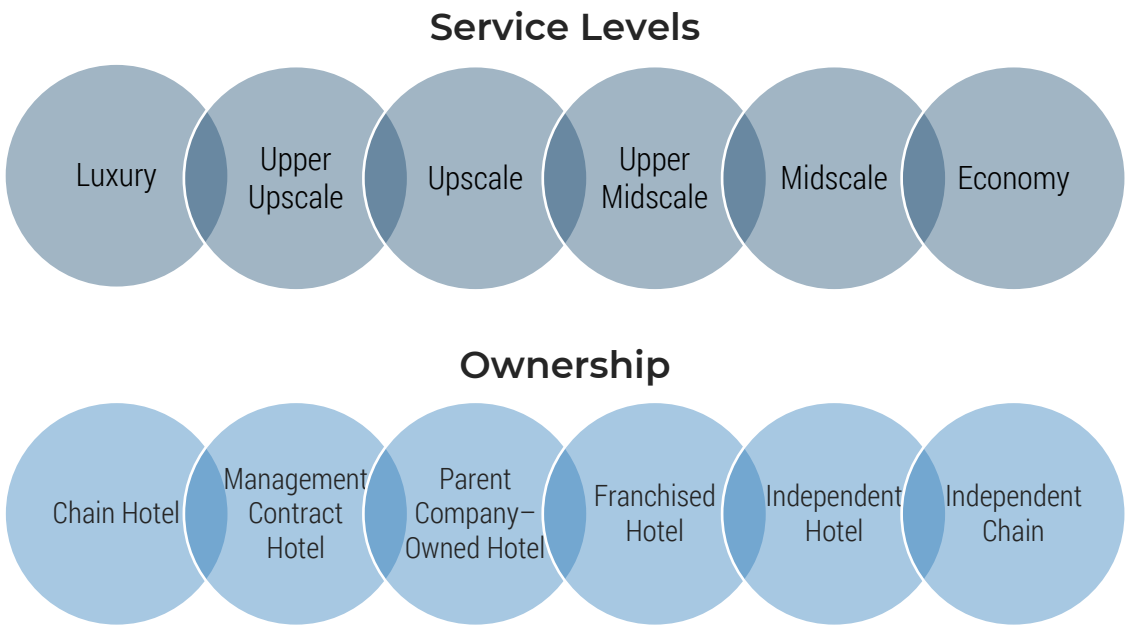 Service Levels
Luxury
Upper
Upscale
Upscale
Upper
Midscale
Midscale
Economy
Ownership
Chain Hotel
Management
Contract
Hotel
Parent
Company–
Owned Hotel
Franchised
Hotel
Independent
Hotel
Independent
Chain